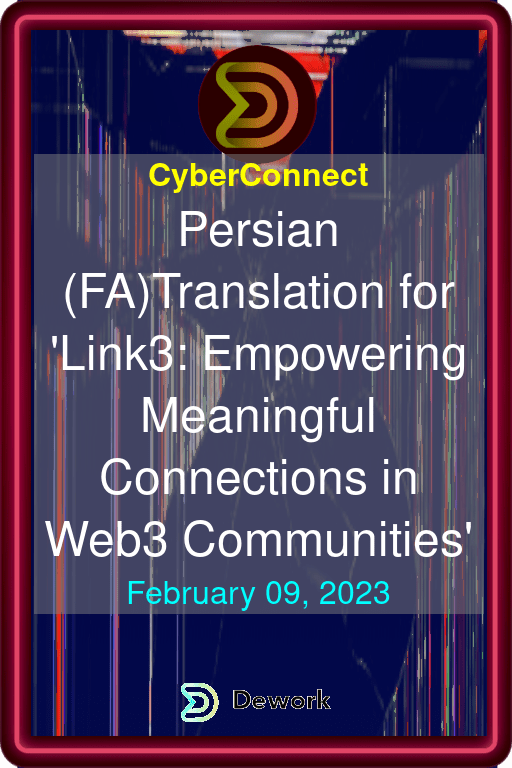 CyberConnect
Persian
(FA)Translation for
'Link3: Empowering
Meaningful
Connections in
Web3 Communities'
February 09, 2023
Dework